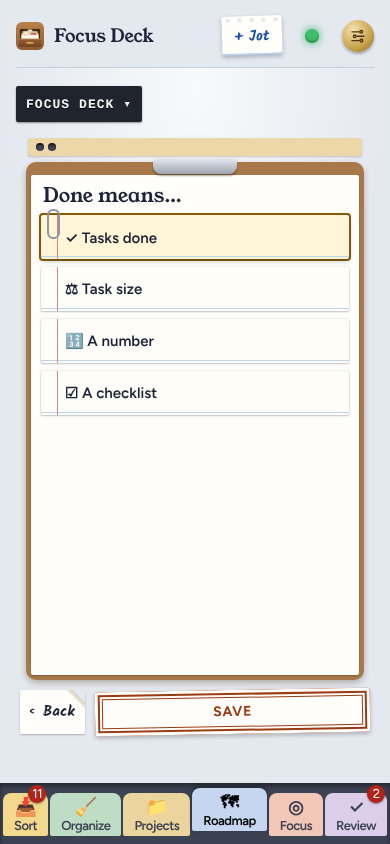 Focus Deck
+ Jot
FOCUS DECK ▾
Done means...
✓ Tasks done
⚖ Task size
🔢 A number
☑ A checklist
‹ Back
SAVE
11
2
Sort
Organize
Projects
Roadmap
Focus
Review